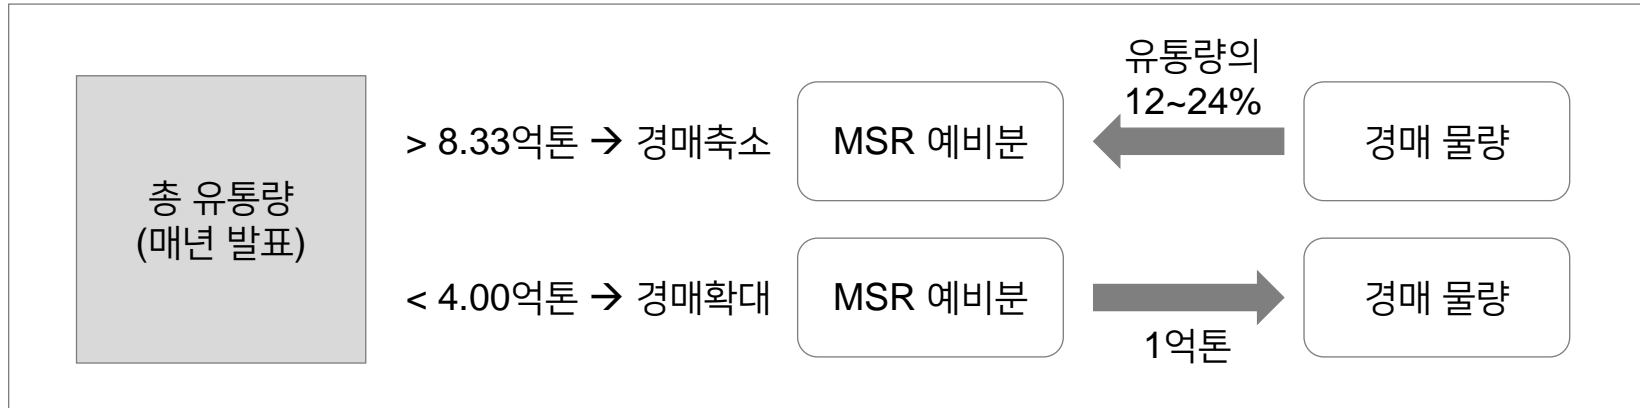 총 유통량
(매년 발표)
> 8.33억톤 → 경매축소
MSR 예비분
유통량의
12~24%
경매 물량
< 4.00억톤 → 경매확대
MSR 예비분
1억톤
경매 물량